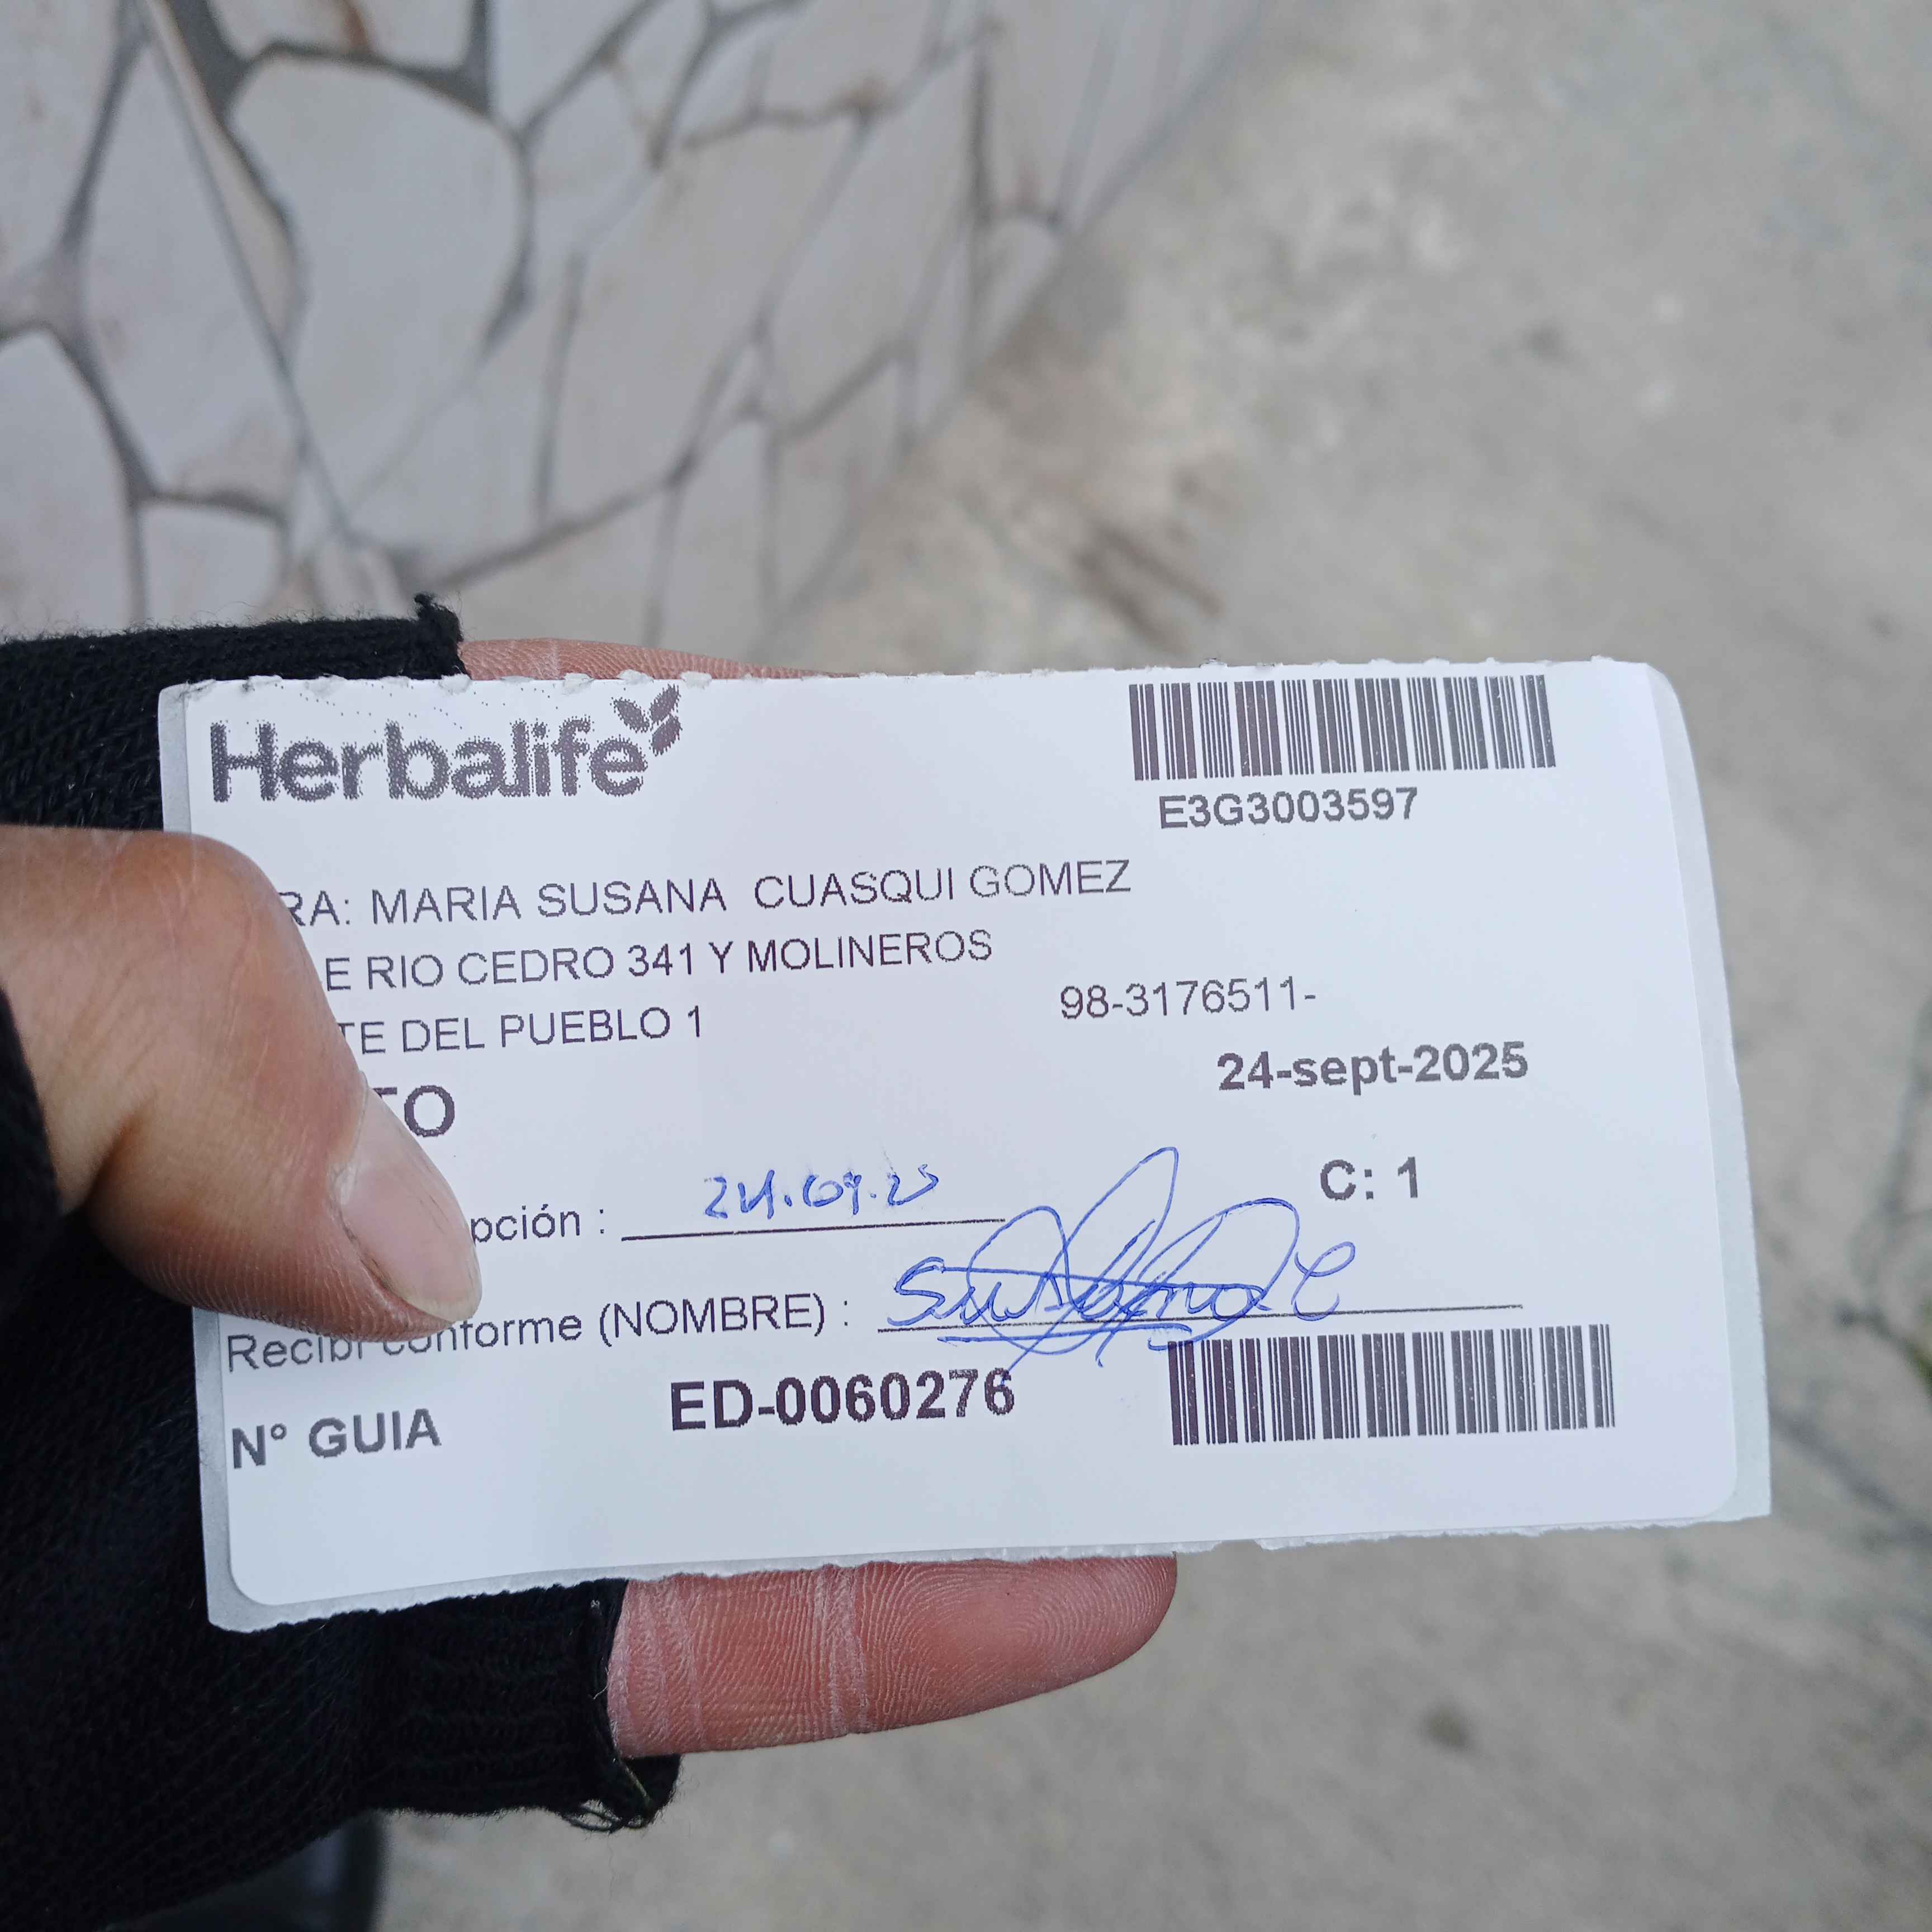 Herbalife
E3G3003597
RA: MARIA SUSANA CUASQUI GOMEZ
E RIO CEDRO 341 Y MOLINEROS
TE DEL PUEBLO 1
98-3176511-
24-sept-2025
TO
C: 1
pción : 24.09.25
Recibi conforme (NOMBRE) :
N° GUIA ED-0060276